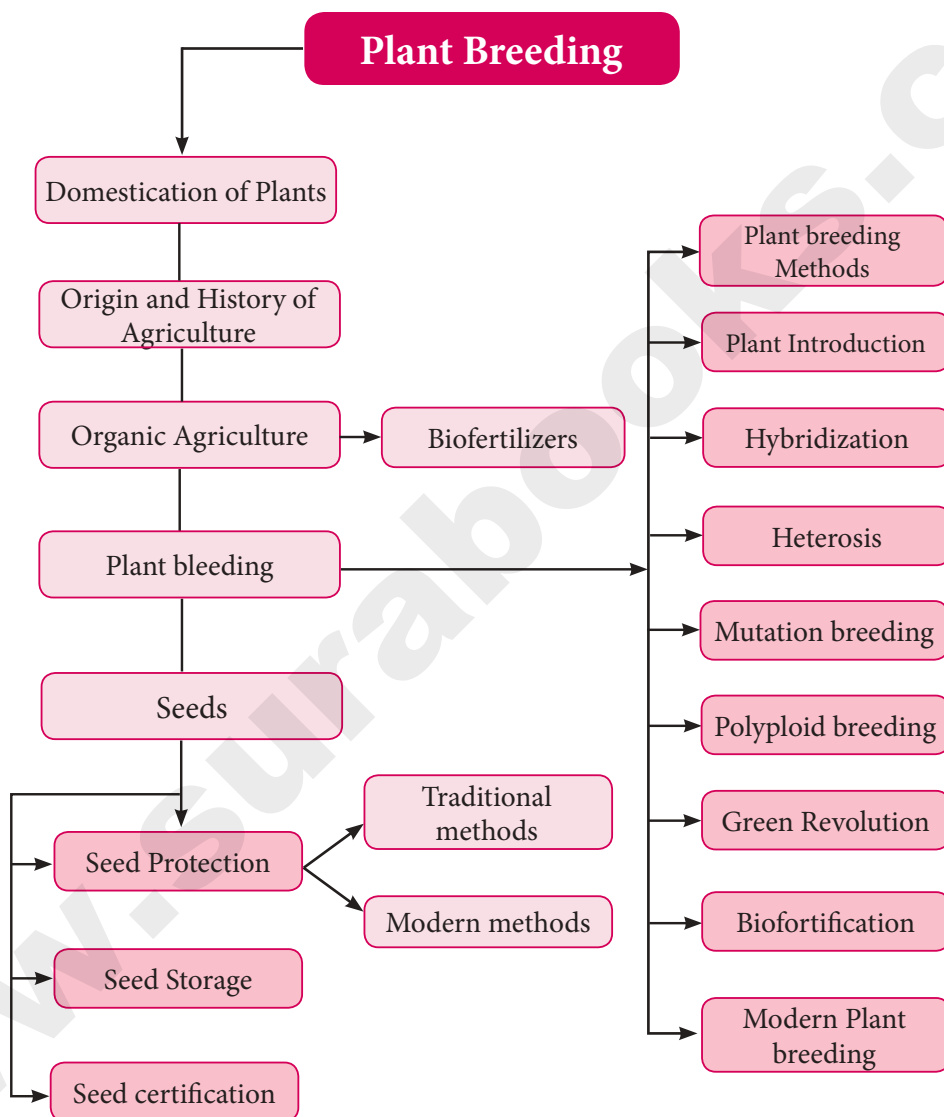 Plant Breeding
Domestication of Plants
Origin and History of
Agriculture
Organic Agriculture
Biofertilizers
Plant bleeding
Seeds
Seed Protection
Traditional
methods
Modern methods
Seed Storage
Seed certification
Plant breeding
Methods
Plant Introduction
Hybridization
Heterosis
Mutation breeding
Polyploid breeding
Green Revolution
Biofortification
Modern Plant
breeding
w.surabooks.c